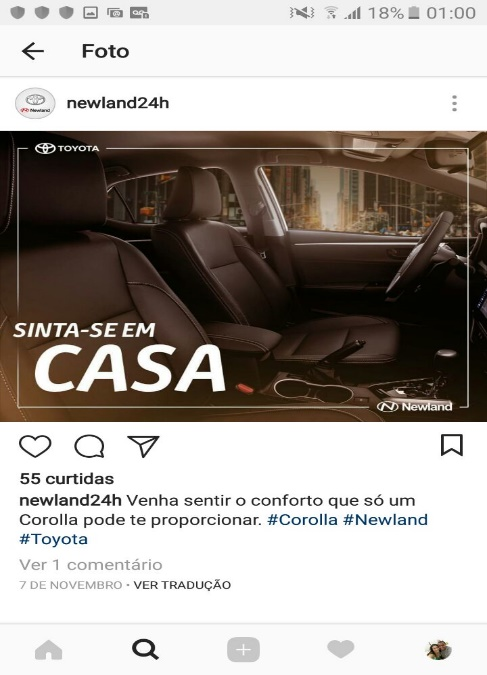 18% 01:00
Foto
newland24h
TOYOTA
SINTA-SE EM
CASA
Newland
55 curtidas
newland24h Venha sentir o conforto que só um
Corolla pode te proporcionar. #Corolla #Newland
#Toyota
Ver 1 comentário
7 DE NOVEMBRO · VER TRADUÇÃO